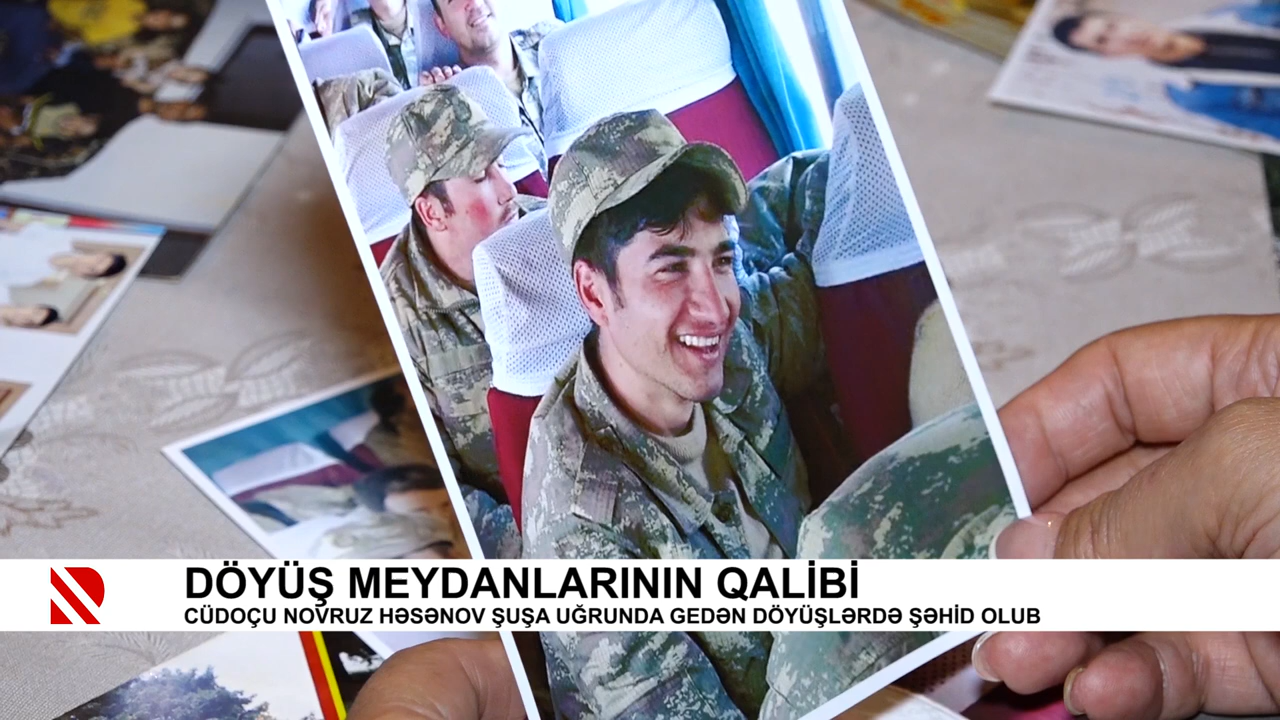 DÖYÜŞ MEYDANLARININ QALİBİ
CÜDOÇU NOVRUZ HƏSƏNOV ŞUŞA UĞRUNDA GEDƏN DÖYÜŞLƏRDƏ ŞƏHİD OLUB